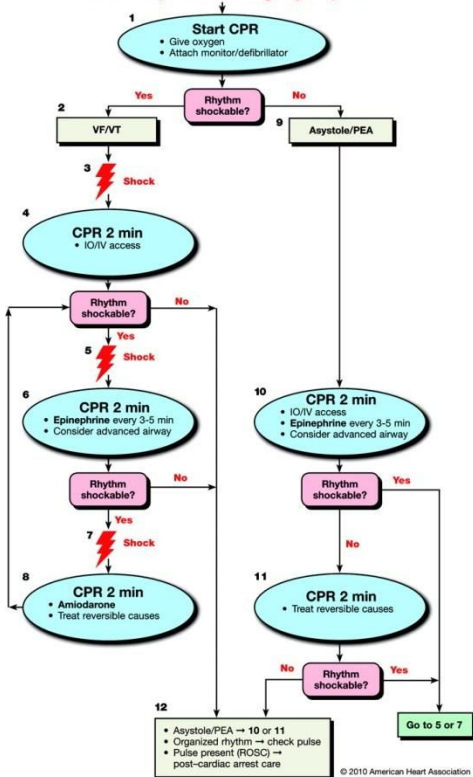 1
Start CPR
• Give oxygen
• Attach monitor/defibrillator
Yes
Rhythm
shockable?
No
2
VF/VT
9
Asystole/PEA
3
Shock
4
CPR 2 min
• IO/IV access
Rhythm
shockable?
No
Yes
5
Shock
6
CPR 2 min
• Epinephrine every 3-5 min
• Consider advanced airway
Rhythm
shockable?
No
Yes
7
Shock
8
CPR 2 min
• Amiodarone
• Treat reversible causes
10
CPR 2 min
• IO/IV access
• Epinephrine every 3-5 min
• Consider advanced airway
Rhythm
shockable?
Yes
No
11
CPR 2 min
• Treat reversible causes
No
Rhythm
shockable?
Yes
12
• Asystole/PEA → 10 or 11
• Organized rhythm → check pulse
• Pulse present (ROSC) →
post–cardiac arrest care
Go to 5 or 7
© 2010 American Heart Association